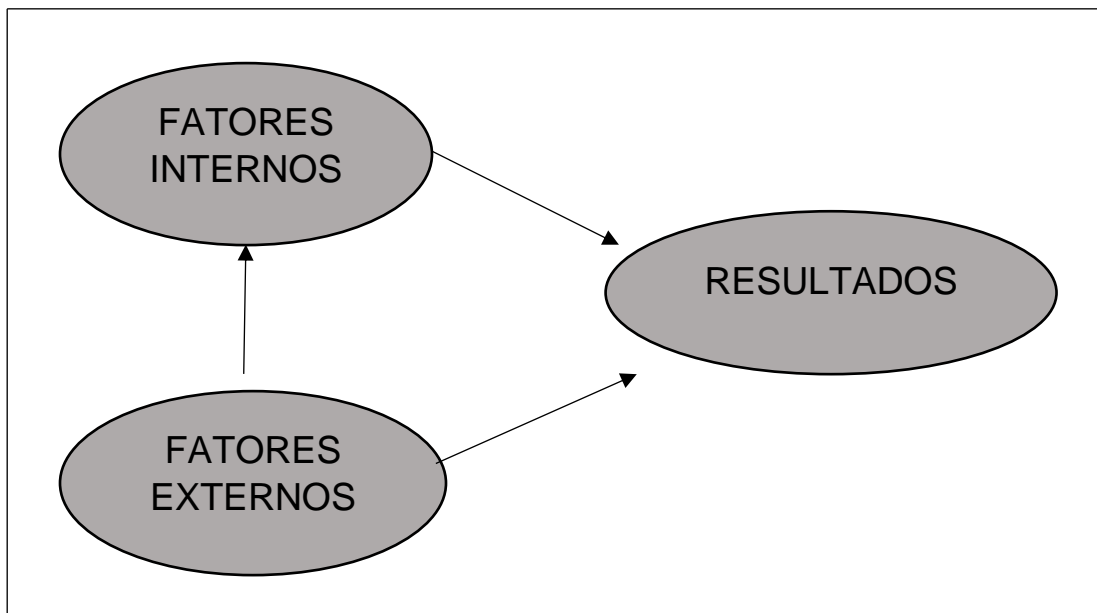 FATORES
INTERNOS
RESULTADOS
FATORES
EXTERNOS